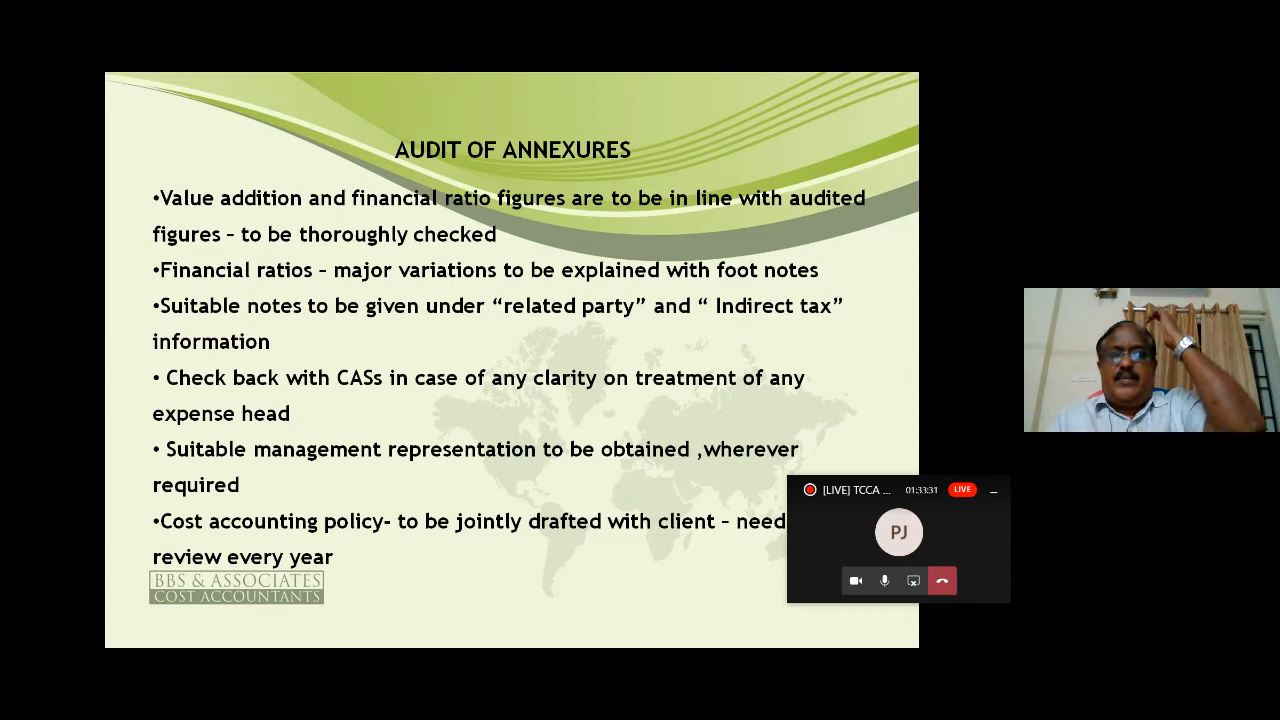 AUDIT OF ANNEXURES
•Value addition and financial ratio figures are to be in line with audited
figures – to be thoroughly checked
•Financial ratios – major variations to be explained with foot notes
•Suitable notes to be given under “related party” and “ Indirect tax”
information
• Check back with CASs in case of any clarity on treatment of any
expense head
• Suitable management representation to be obtained ,wherever
required
•Cost accounting policy- to be jointly drafted with client – need
review every year
BBS & ASSOCIATES
COST ACCOUNTANTS
[LIVE] TCCA ... 01:33:31 LIVE
PJ